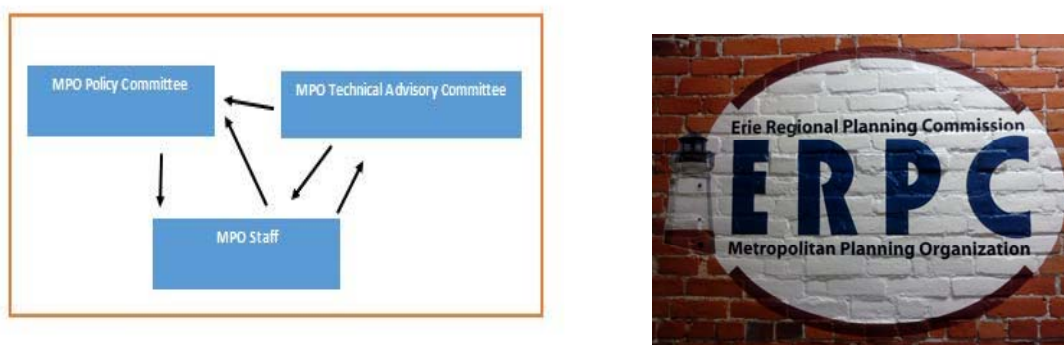 MPO Policy Committee
MPO Technical Advisory Committee
MPO Staff
Erie Regional Planning Commission
ERPC
Metropolitan Planning Organization